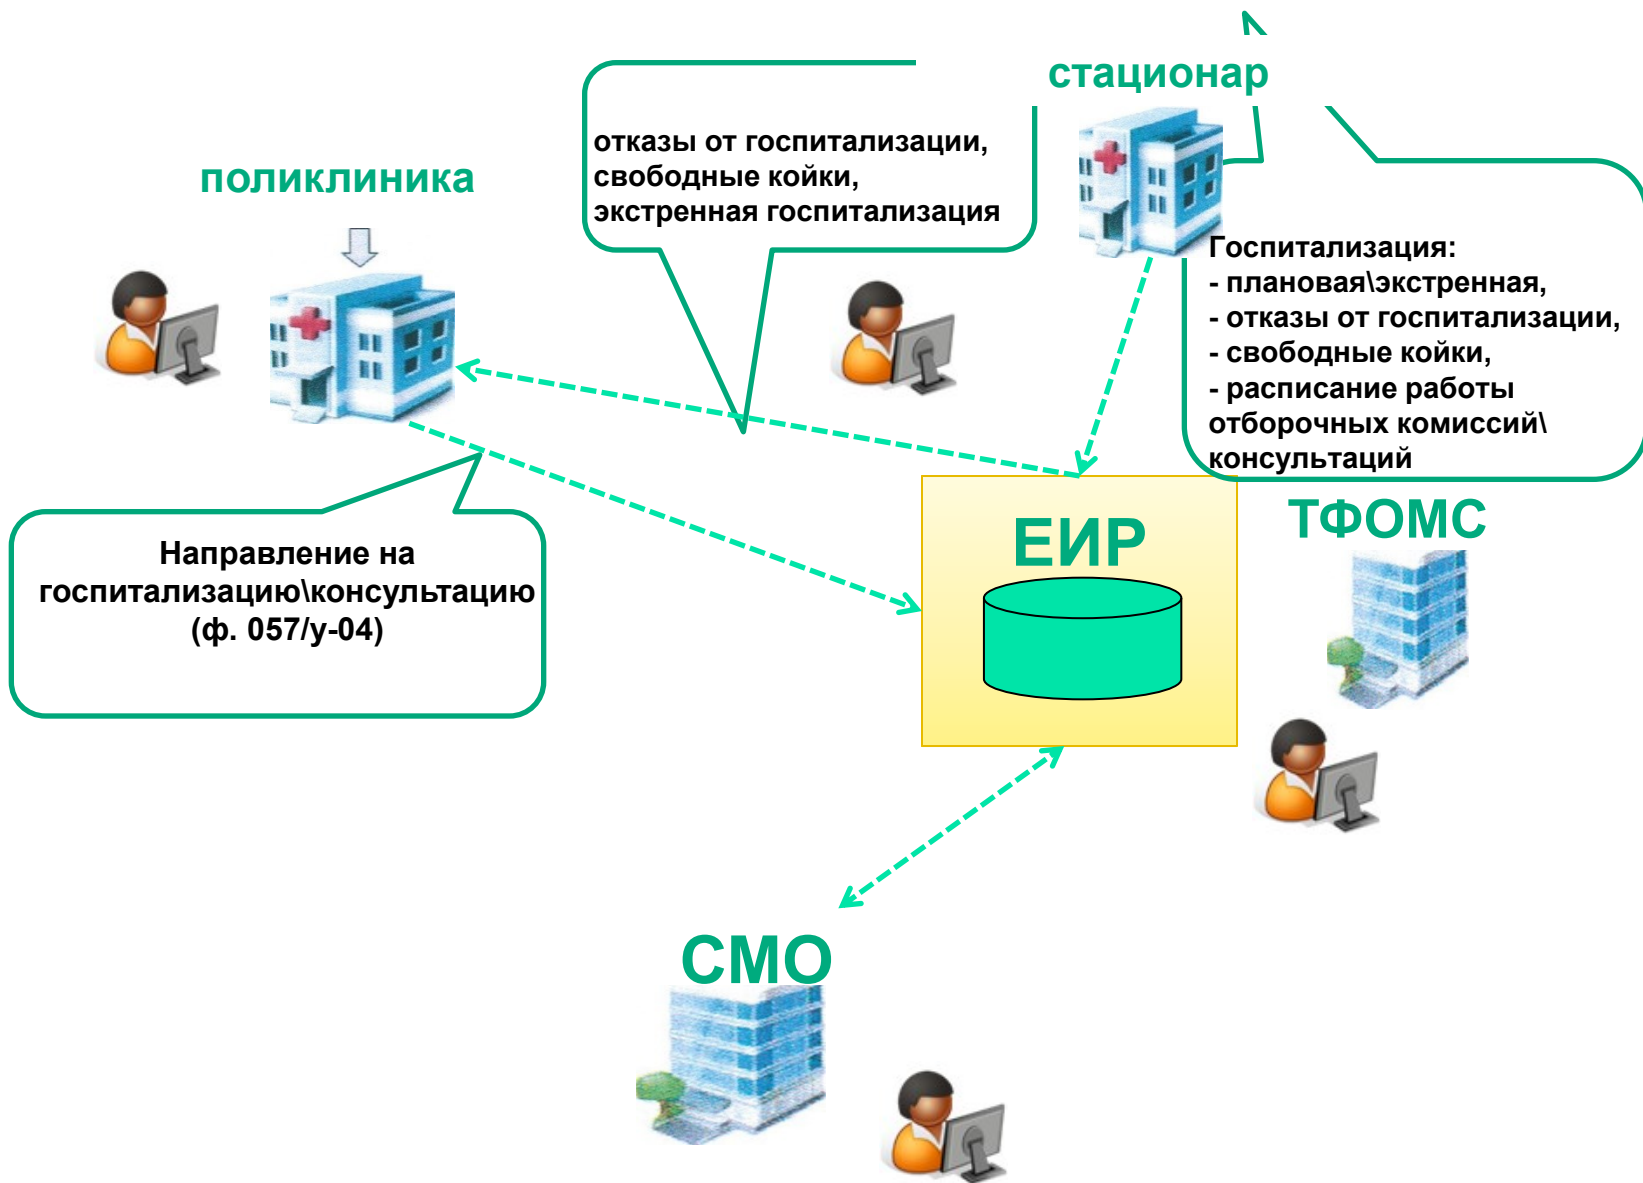 стационар
отказы от госпитализации,
свободные койки,
экстренная госпитализация
поликлиника
Госпитализация:
- плановая\экстренная,
- отказы от госпитализации,
- свободные койки,
- расписание работы
отборочных комиссий\
консультаций
ТФОМС
ЕИР
Направление на
госпитализацию\консультацию
(ф. 057/у-04)
СМО